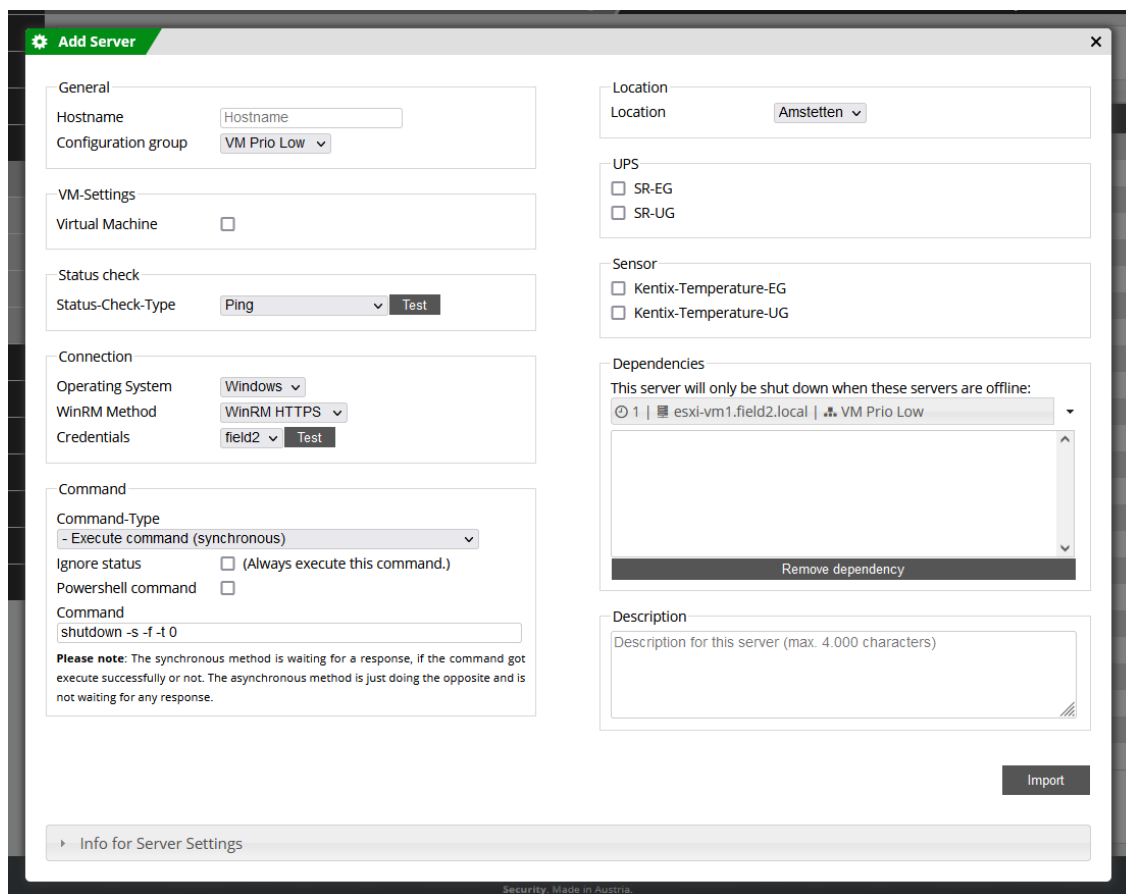 Add Server
General
Hostname Hostname
Configuration group VM Prio Low
VM-Settings
Virtual Machine
Status check
Status-Check-Type Ping Test
Connection
Operating System Windows
WinRM Method WinRM HTTPS
Credentials field2 Test
Command
Command-Type
- Execute command (synchronous)
Ignore status (Always execute this command.)
Powershell command
Command
shutdown -s -f -t 0
Please note: The synchronous method is waiting for a response, if the command got
execute successfully or not. The asynchronous method is just doing the opposite and is
not waiting for any response.
Location
Location Amstetten
UPS
SR-EG
SR-UG
Sensor
Kentix-Temperature-EG
Kentix-Temperature-UG
Dependencies
This server will only be shut down when these servers are offline:
1 | esxi-vm1.field2.local | VM Prio Low
Remove dependency
Description
Description for this server (max. 4.000 characters)
Import
Info for Server Settings
Security. Made in Austria.